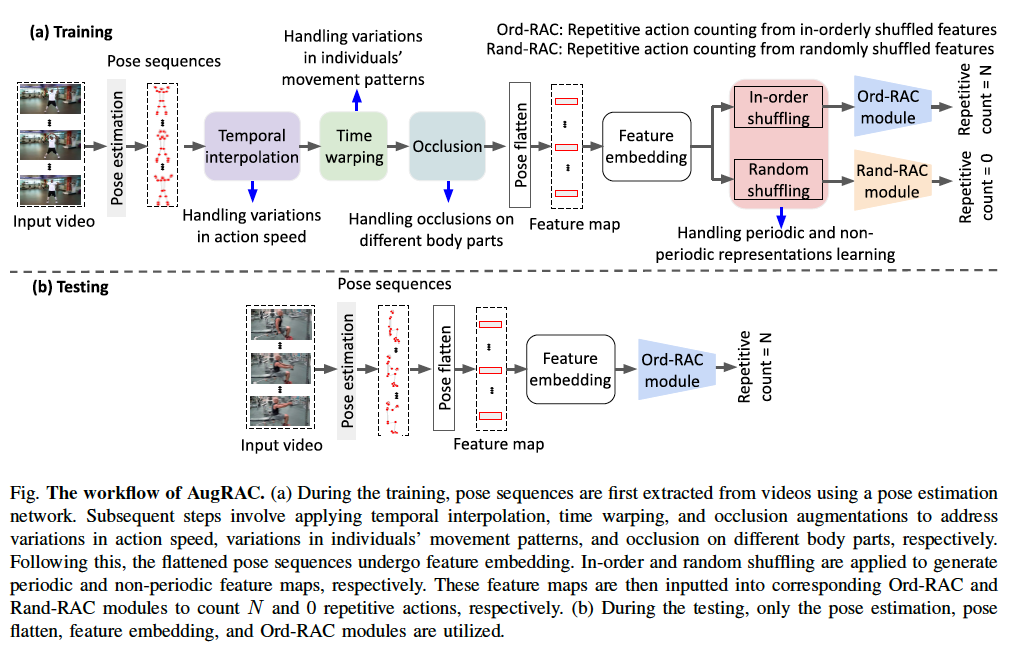 (a) Training
Ord-RAC: Repetitive action counting from in-orderly shuffled features
Rand-RAC: Repetitive action counting from randomly shuffled features
Handling variations
in individuals’
movement patterns
Pose sequences
Input video
Pose estimation
Temporal
interpolation
Time
warping
Occlusion
Handling variations
in action speed
Handling occlusions on
different body parts
Pose flatten
Feature map
Feature
embedding
In-order
shuffling
Random
shuffling
Ord-RAC
module
Rand-RAC
module
Repetitive
count = N
Repetitive
count = 0
Handling periodic and non-
periodic representations learning
(b) Testing
Pose sequences
Input video
Pose estimation
Pose flatten
Feature map
Feature
embedding
Ord-RAC
module
Repetitive
count = N
Fig. The workflow of AugRAC. (a) During the training, pose sequences are first extracted from videos using a pose estimation
network. Subsequent steps involve applying temporal interpolation, time warping, and occlusion augmentations to address
variations in action speed, variations in individuals’ movement patterns, and occlusion on different body parts, respectively.
Following this, the flattened pose sequences undergo feature embedding. In-order and random shuffling are applied to generate
periodic and non-periodic feature maps, respectively. These feature maps are then inputted into corresponding Ord-RAC and
Rand-RAC modules to count N and 0 repetitive actions, respectively. (b) During the testing, only the pose estimation, pose
flatten, feature embedding, and Ord-RAC modules are utilized.